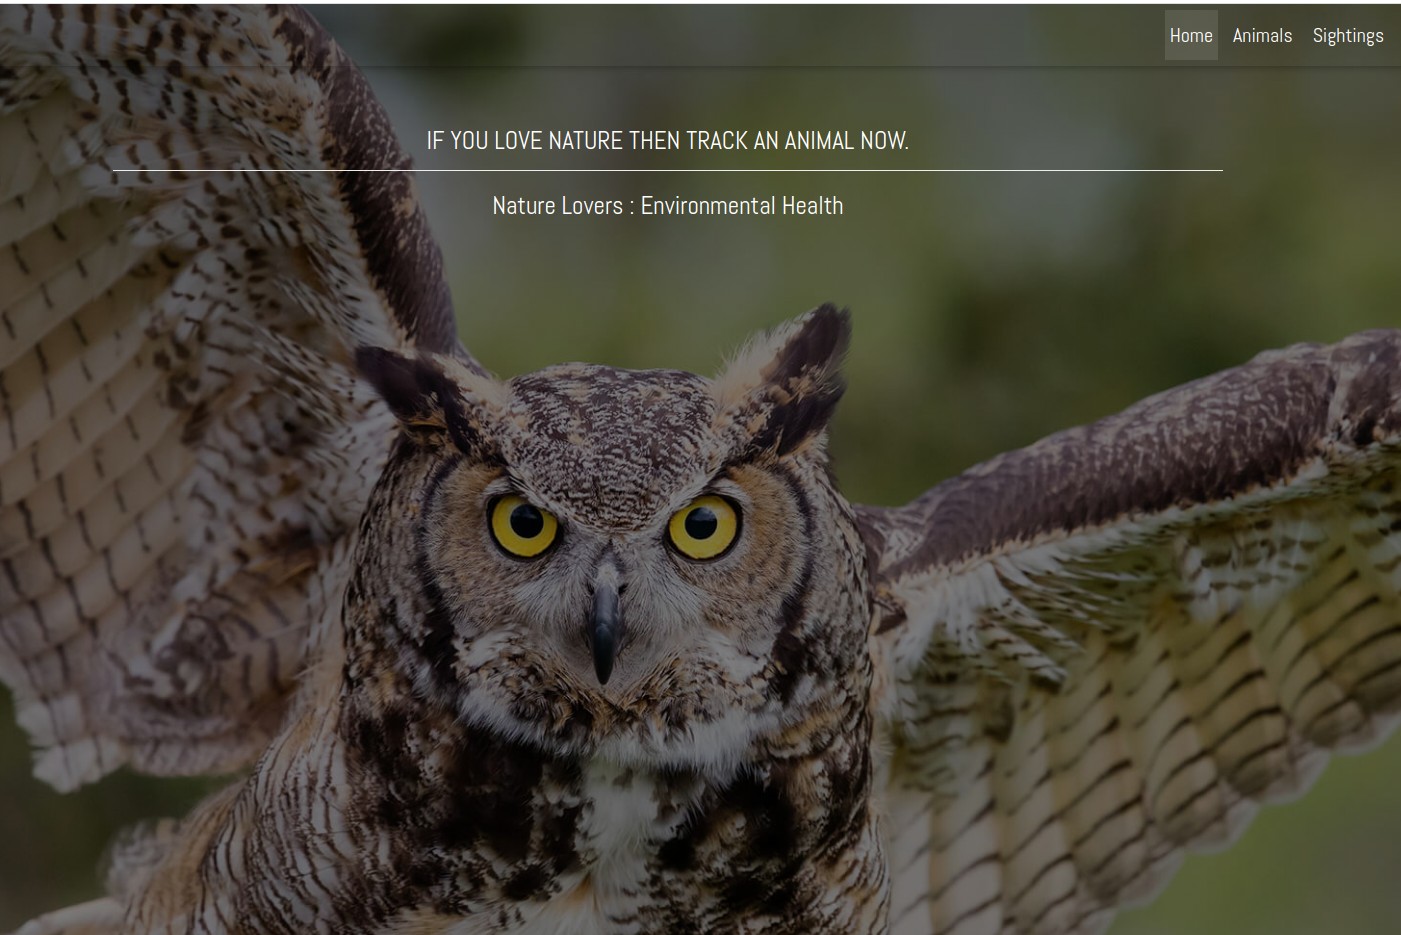 Home Animals Sightings
IF YOU LOVE NATURE THEN TRACK AN ANIMAL NOW.
Nature Lovers : Environmental Health